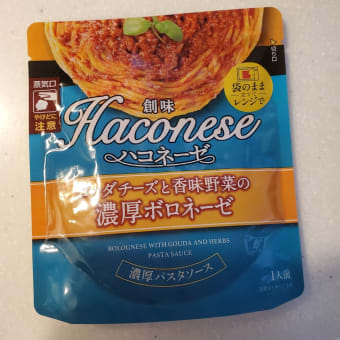 切り口
蒸気口
やけどに
注意
袋のまま
レンジで
創味
Haconese
ハコネーゼ
ダチーズと香味野菜の
濃厚ボロネーゼ
BOLOGNESE WITH GOUDA AND HERBS
PASTA SAUCE
濃厚パスタソース
1人前